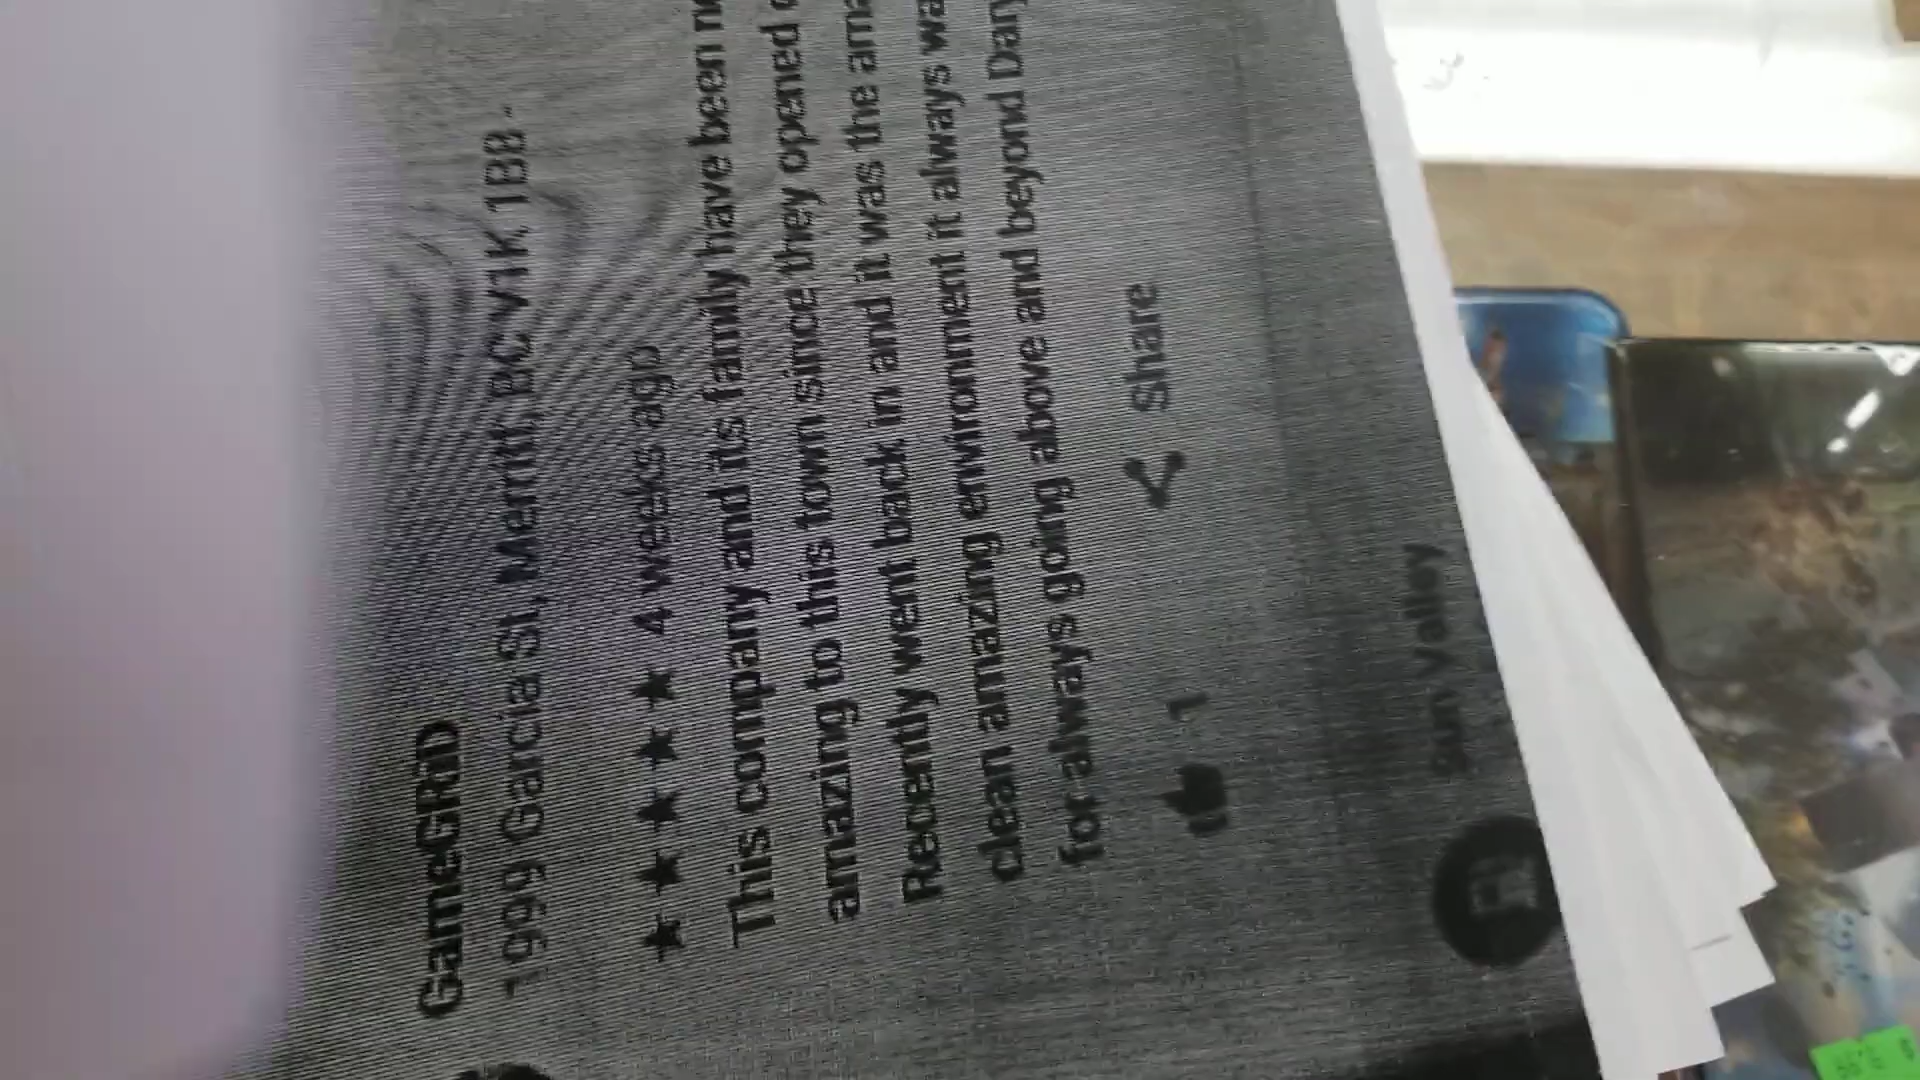 GameGRID
1999 Garcia St, Merritt, BC V1K 1B8 -
★★★★★ 4 weeks ago
This company and its family have been
amazing to this town since they opened
Recently went back in and it was the
clean amazing environment it always
for always going above and beyond
1 Share
Valley